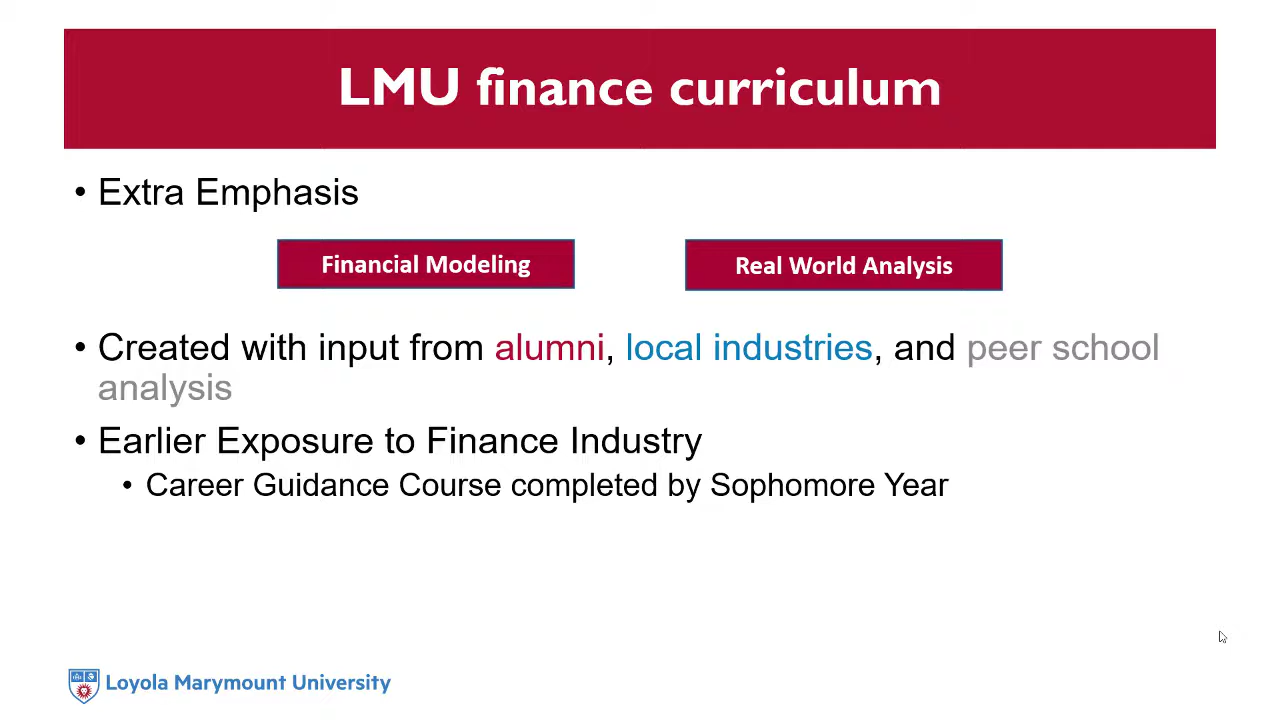 LMU finance curriculum
• Extra Emphasis
Financial Modeling
Real World Analysis
• Created with input from alumni, local industries, and peer school
analysis
• Earlier Exposure to Finance Industry
• Career Guidance Course completed by Sophomore Year
Loyola Marymount University